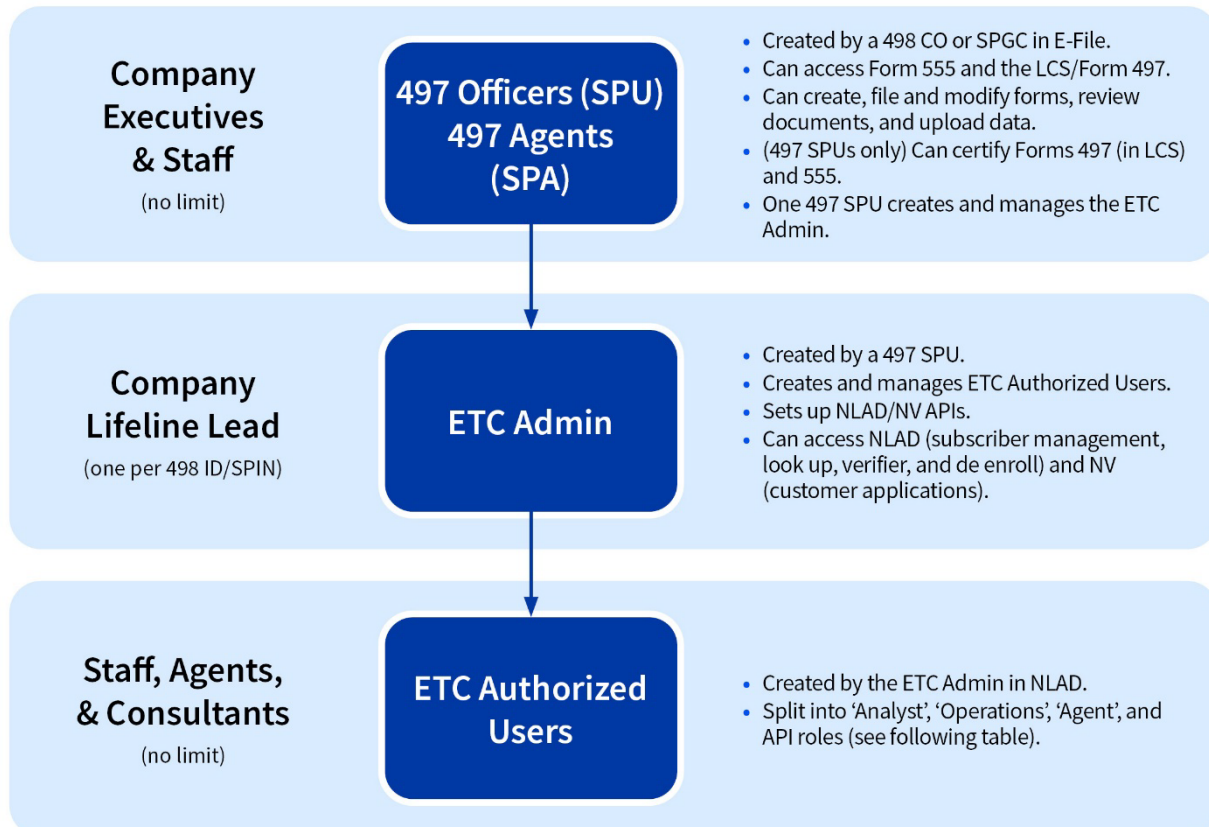 Company
Executives
& Staff
(no limit)
497 Officers (SPU)
497 Agents
(SPA)
• Created by a 498 CO or SPGC in E-File.
• Can access Form 555 and the LCS/Form 497.
• Can create, file and modify forms, review
documents, and upload data.
• (497 SPUs only) Can certify Forms 497 (in LCS)
and 555.
• One 497 SPU creates and manages the ETC
Admin.
Company
Lifeline Lead
(one per 498 ID/SPIN)
ETC Admin
• Created by a 497 SPU.
• Creates and manages ETC Authorized Users.
• Sets up NLAD/NV APIs.
• Can access NLAD (subscriber management,
look up, verifier, and de enroll) and NV
(customer applications).
Staff, Agents,
& Consultants
(no limit)
ETC Authorized
Users
• Created by the ETC Admin in NLAD.
• Split into ‘Analyst’, ‘Operations’, ‘Agent’, and
API roles (see following table).